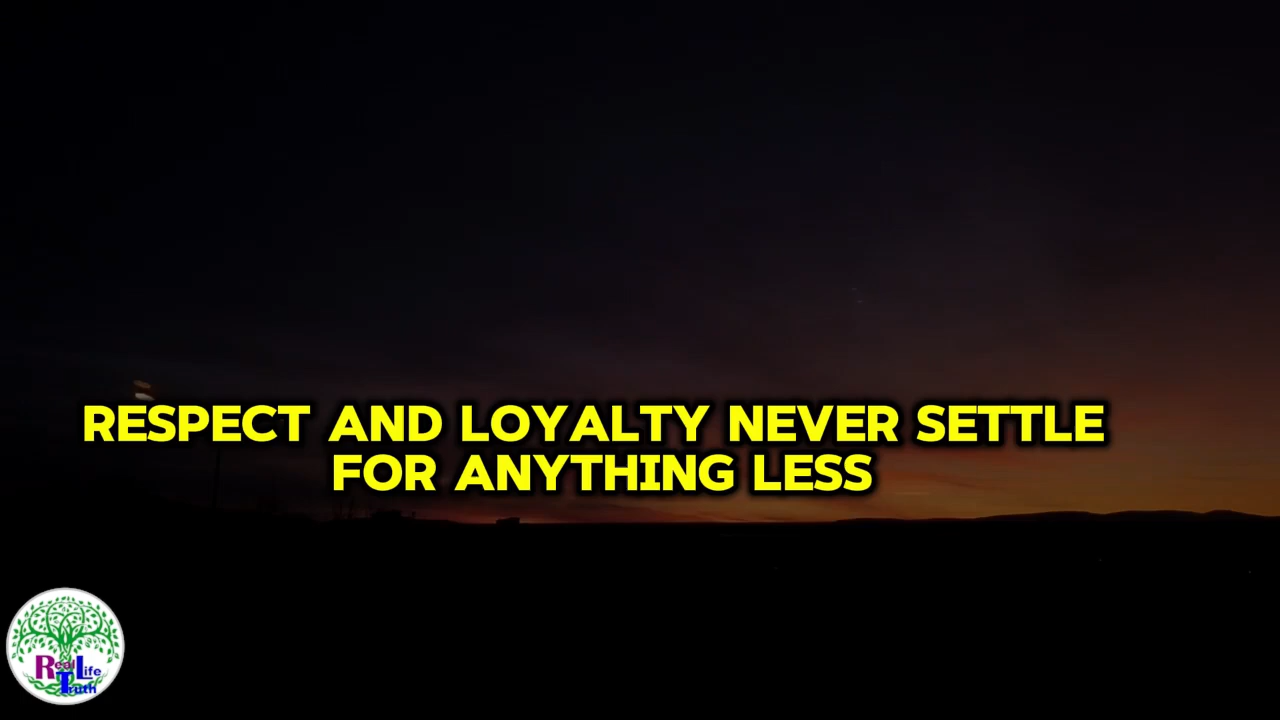 RESPECT AND LOYALTY NEVER SETTLE
FOR ANYTHING LESS
Real Life
Truth